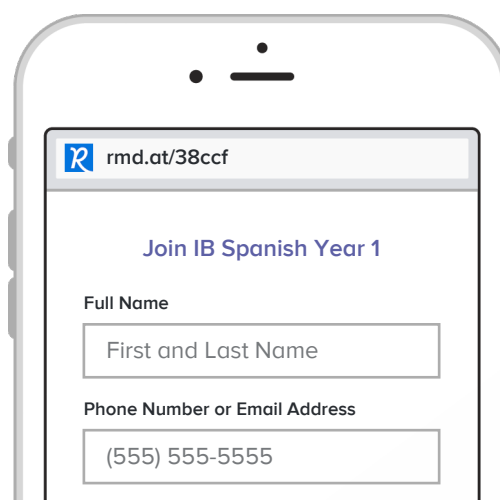 rmd.at/38ccf
Join IB Spanish Year 1
Full Name
First and Last Name
Phone Number or Email Address
(555) 555-5555